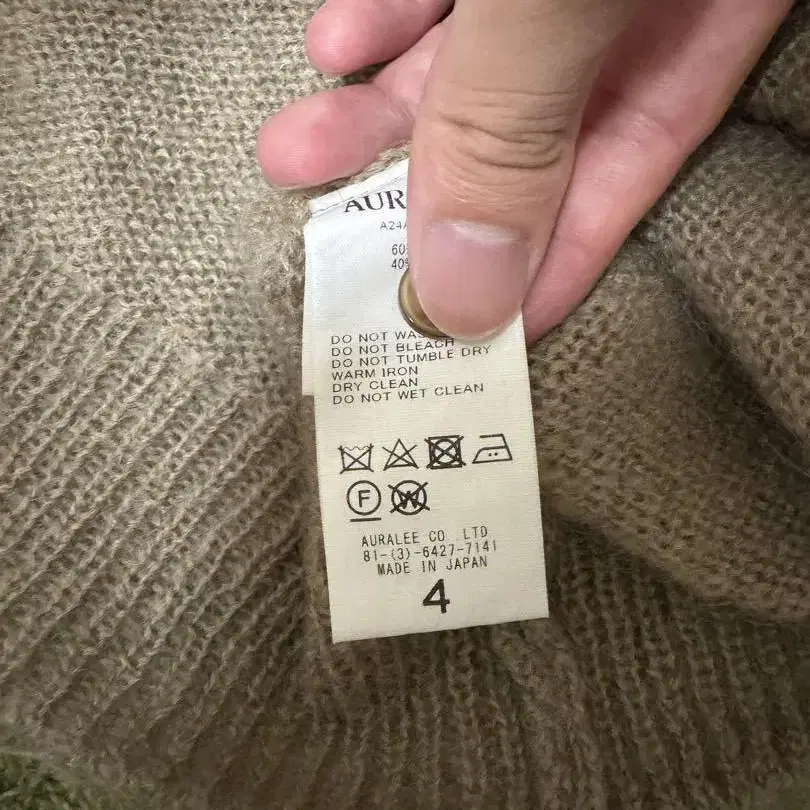 AUR
A24
60
40%
DO NOT WA
DO NOT BLEACH
DO NOT TUMBLE DRY
WARM IRON
DRY CLEAN
DO NOT WET CLEAN
F W
AURALEE CO. LTD
81-(3)-6427-7141
MADE IN JAPAN
4